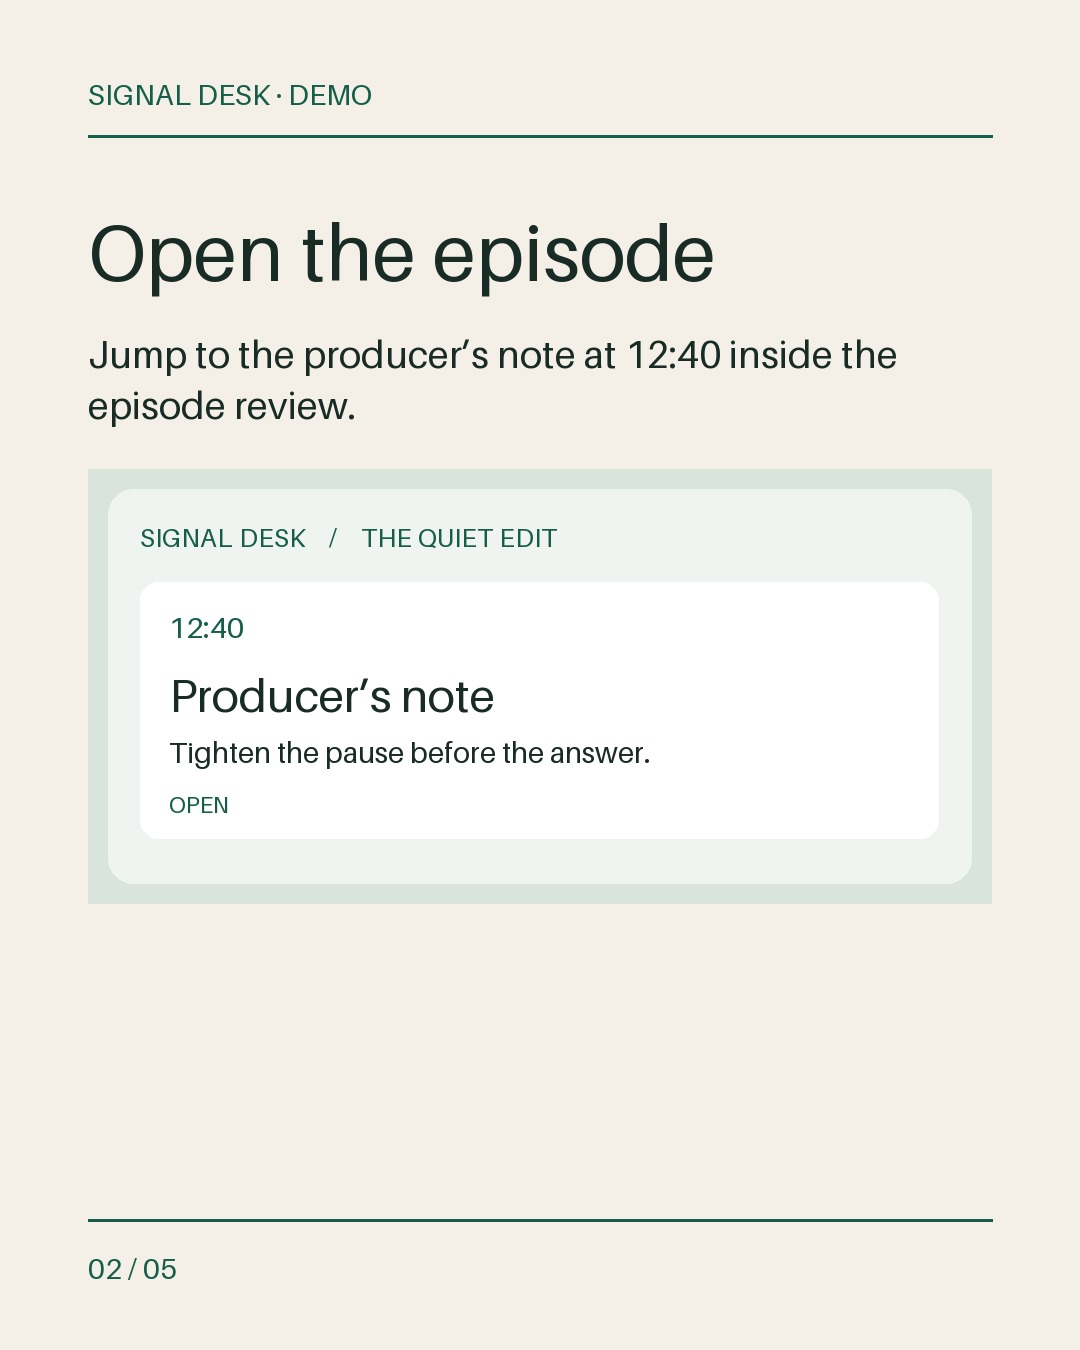 SIGNAL DESK · DEMO
Open the episode
Jump to the producer’s note at 12:40 inside the
episode review.
SIGNAL DESK / THE QUIET EDIT
12:40
Producer’s note
Tighten the pause before the answer.
OPEN
02 / 05